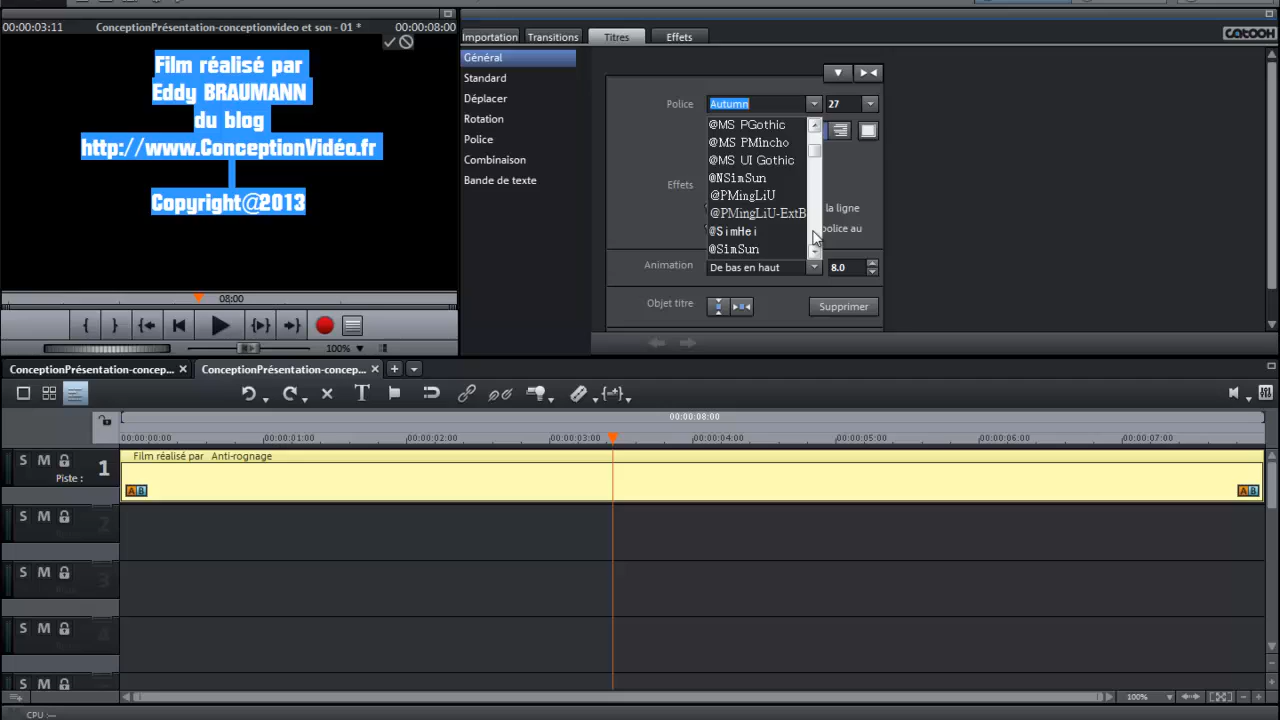 00:00:03:11
ConceptionPrésentation-conceptionvideo et son - 01 *
00:00:08:00
Film réalisé par
Eddy BRAUMANN
du blog
http://www.ConceptionVidéo.fr
Copyright@2013
08:00
100%
Importation
Transitions
Titres
Effets
CATOOH
Général
Standard
Déplacer
Rotation
Police
Combinaison
Bande de texte
Police
Autumn
27
@MS PGothic
@MS PMincho
@MS UI Gothic
@NSimSun
@PMingLiU
@PMingLiU-ExtB
@SimHei
@SimSun
Effets
la ligne
police au
Animation
De bas en haut
8.0
Objet titre
Supprimer
ConceptionPrésentation-concep...
ConceptionPrésentation-concep...
00:00:08:00
00:00:00:00
00:00:01:00
00:00:02:00
00:00:03:00
00:00:04:00
00:00:05:00
00:00:06:00
00:00:07:00
S M
Piste :
1
Film réalisé par Anti-rognage
A B
A B
S M
2
S M
3
S M
4
S M
100%
CPU :---